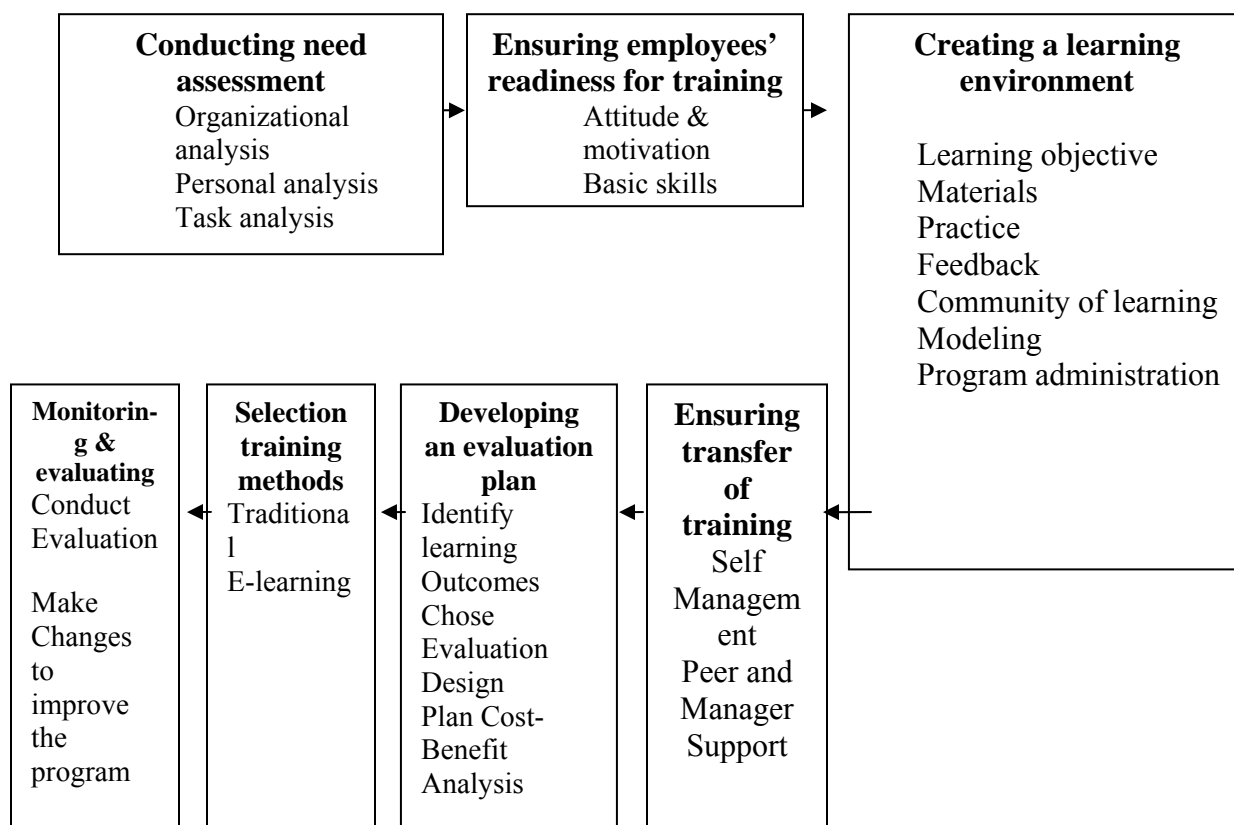 Conducting need
assessment
Organizational
analysis
Personal analysis
Task analysis
Ensuring employees’
readiness for training
Attitude &
motivation
Basic skills
Creating a learning
environment
Learning objective
Materials
Practice
Feedback
Community of learning
Modeling
Program administration
Ensuring
transfer
of
training
Self
Managem
ent
Peer and
Manager
Support
Developing
an evaluation
plan
Identify
learning
Outcomes
Chose
Evaluation
Design
Plan Cost-
Benefit
Analysis
Selection
training
methods
Traditiona
l
E-learning
Monitorin-
g &
evaluating
Conduct
Evaluation
Make
Changes
to
improve
the
program